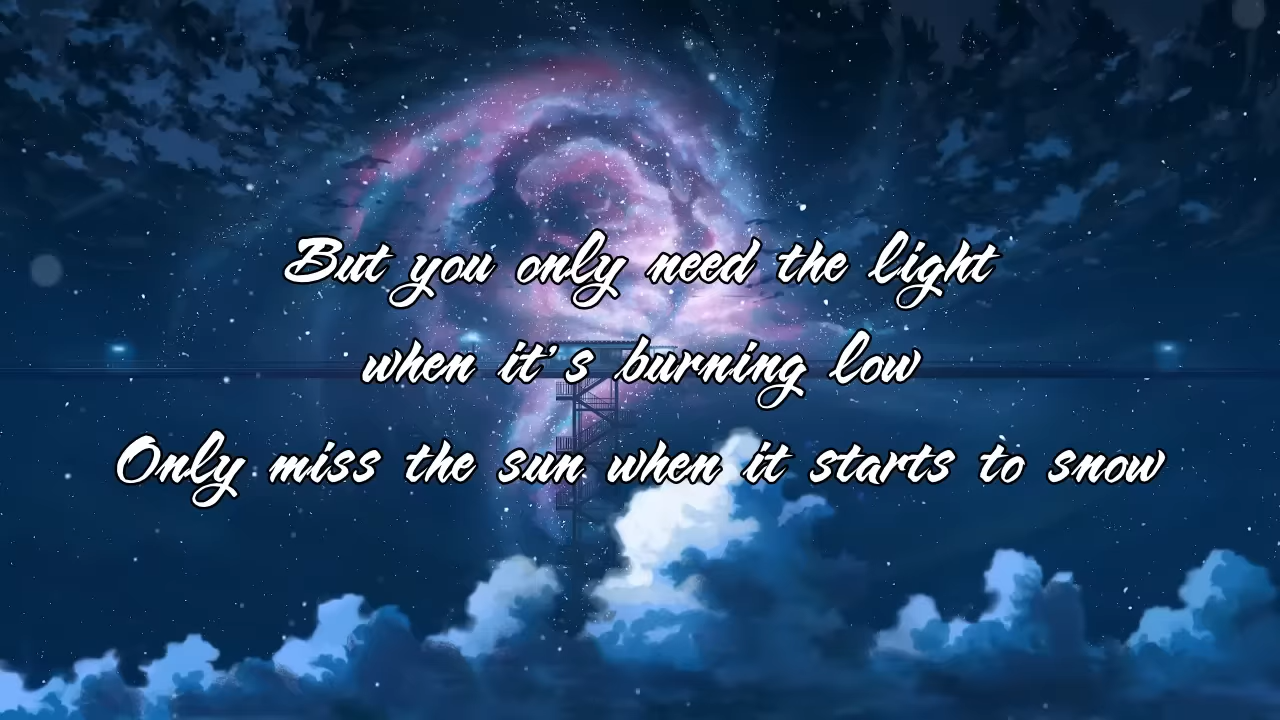 But you only need the light
when it's burning low
Only miss the sun when it starts to snow